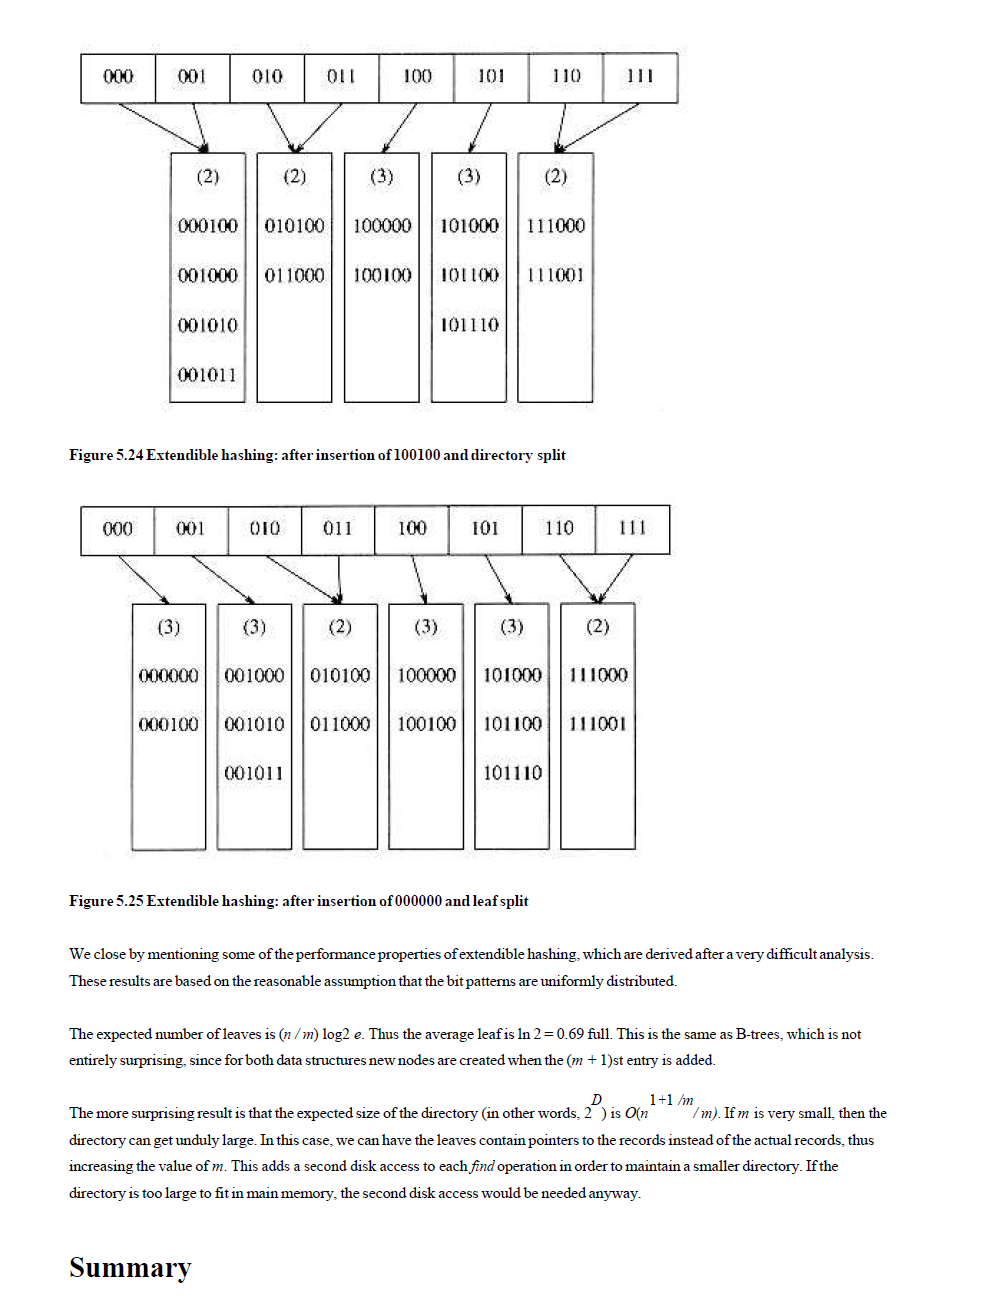 000 001 010 011 100 101 110 111
(2) (2) (3) (3) (2)
000100 010100 100000 101000 111000
001000 011000 100100 101100 111001
001010 101110
001011
Figure 5.24 Extendible hashing: after insertion of 100100 and directory split
000 001 010 011 100 101 110 111
(3) (3) (2) (3) (3) (2)
000000 001000 010100 100000 101000 111000
000100 001010 011000 100100 101100 111001
001011 101110
Figure 5.25 Extendible hashing: after insertion of 000000 and leaf split
We close by mentioning some of the performance properties of extendible hashing, which are derived after a very difficult analysis.
These results are based on the reasonable assumption that the bit patterns are uniformly distributed.
The expected number of leaves is (n / m) log2 e. Thus the average leaf is ln 2 = 0.69 full. This is the same as B-trees, which is not
entirely surprising, since for both data structures new nodes are created when the (m + 1)st entry is added.
The more surprising result is that the expected size of the directory (in other words, 2^D) is O(n^1+1 /m / m). If m is very small, then the
directory can get unduly large. In this case, we can have the leaves contain pointers to the records instead of the actual records, thus
increasing the value of m. This adds a second disk access to each find operation in order to maintain a smaller directory. If the
directory is too large to fit in main memory, the second disk access would be needed anyway.
Summary